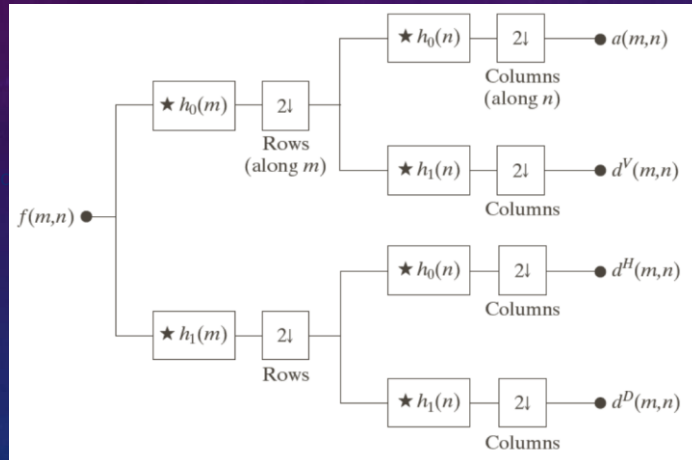 ★ h₀(n) 2↓ a(m,n)
Columns
(along n)
★ h₀(m) 2↓
Rows
(along m)
★ h₁(n) 2↓ dⱽ(m,n)
Columns
f(m,n)
★ h₀(n) 2↓ dᴴ(m,n)
Columns
★ h₁(m) 2↓
Rows
★ h₁(n) 2↓ dᴰ(m,n)
Columns